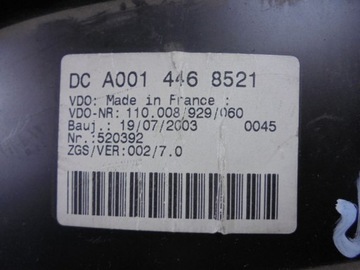 DC A001 446 8521
VDO: Made in France :
VDO-NR: 110.008/929/060
Bauj.: 19/07/2003 0045
Nr.:520392
ZGS/VER:002/7.0